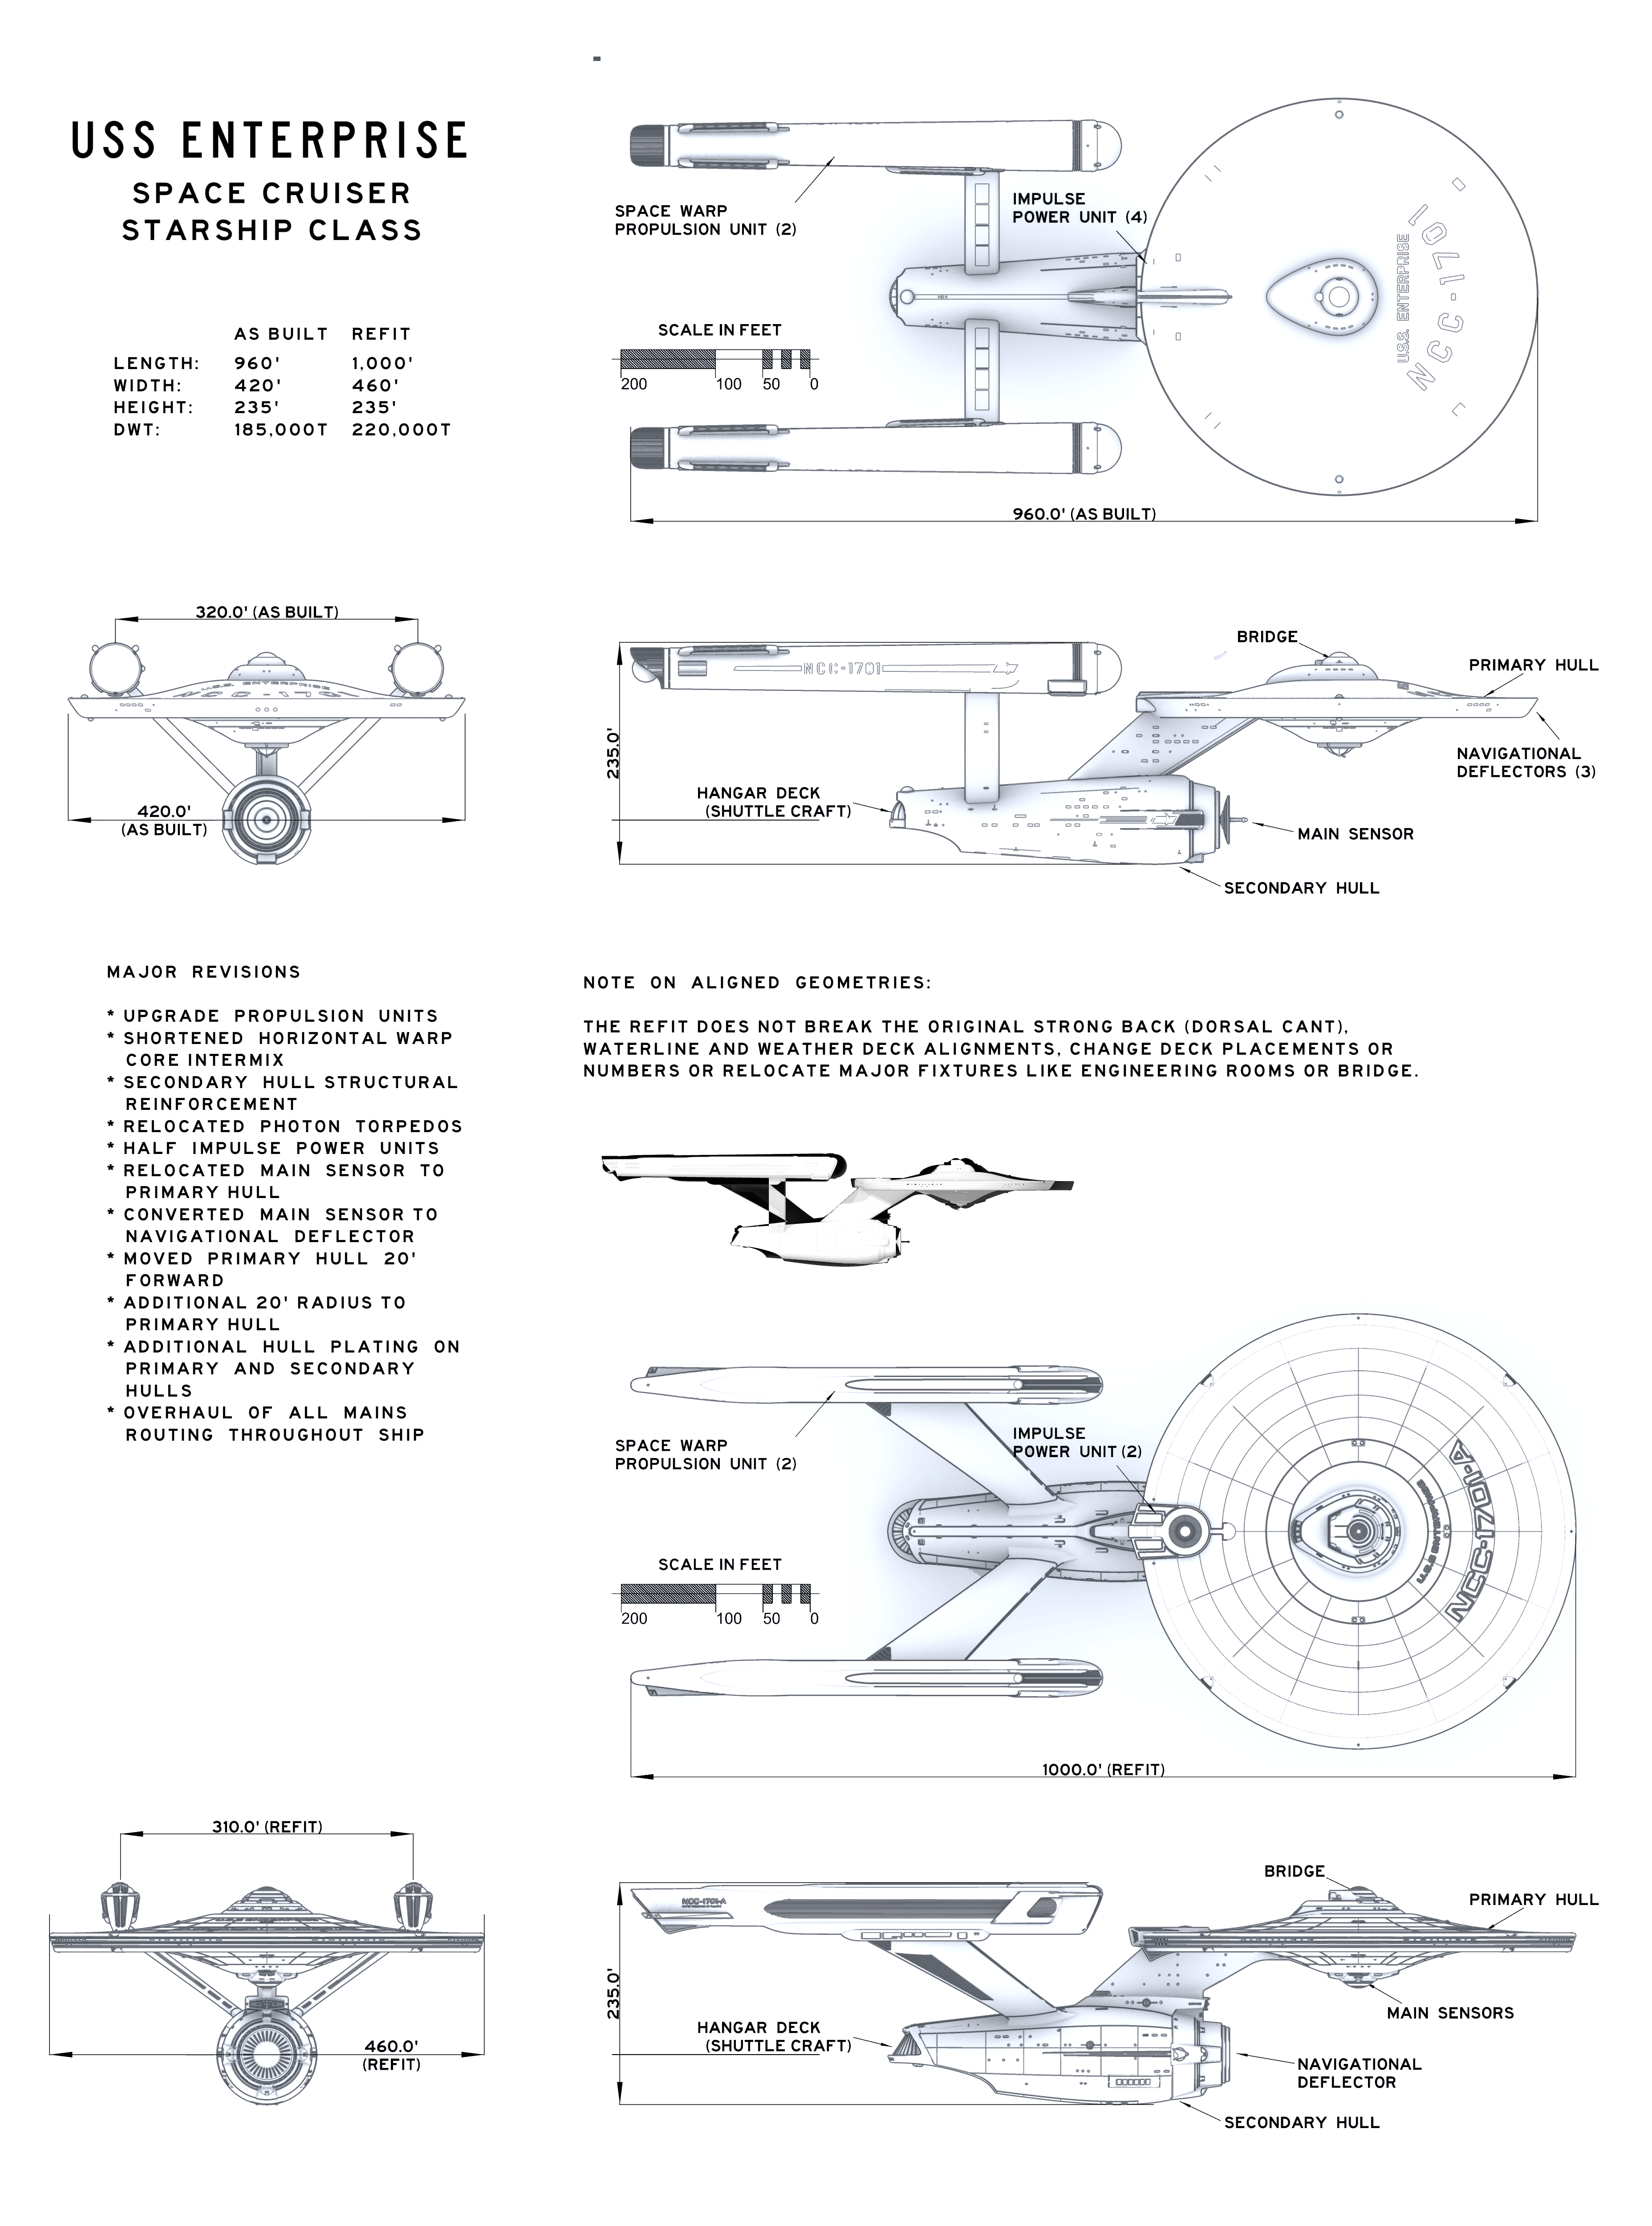 USS ENTERPRISE
SPACE CRUISER
STARSHIP CLASS
AS BUILT REFIT
LENGTH: 960' 1,000'
WIDTH: 420' 460'
HEIGHT: 235' 235'
DWT: 185,000T 220,000T
SPACE WARP
PROPULSION UNIT (2)
IMPULSE
POWER UNIT (4)
SCALE IN FEET
200 100 50 0
U.S.S. ENTERPRISE
NCC-1701
960.0' (AS BUILT)
320.0' (AS BUILT)
U.S.S. ENTERPRISE
NCC-1701
420.0'
(AS BUILT)
235.0'
NCC-1701
BRIDGE
PRIMARY HULL
NAVIGATIONAL
DEFLECTORS (3)
HANGAR DECK
(SHUTTLE CRAFT)
MAIN SENSOR
SECONDARY HULL
MAJOR REVISIONS
* UPGRADE PROPULSION UNITS
* SHORTENED HORIZONTAL WARP
CORE INTERMIX
* SECONDARY HULL STRUCTURAL
REINFORCEMENT
* RELOCATED PHOTON TORPEDOS
* HALF IMPULSE POWER UNITS
* RELOCATED MAIN SENSOR TO
PRIMARY HULL
* CONVERTED MAIN SENSOR TO
NAVIGATIONAL DEFLECTOR
* MOVED PRIMARY HULL 20'
FORWARD
* ADDITIONAL 20' RADIUS TO
PRIMARY HULL
* ADDITIONAL HULL PLATING ON
PRIMARY AND SECONDARY
HULLS
* OVERHAUL OF ALL MAINS
ROUTING THROUGHOUT SHIP
NOTE ON ALIGNED GEOMETRIES:
THE REFIT DOES NOT BREAK THE ORIGINAL STRONG BACK (DORSAL CANT),
WATERLINE AND WEATHER DECK ALIGNMENTS, CHANGE DECK PLACEMENTS OR
NUMBERS OR RELOCATE MAJOR FIXTURES LIKE ENGINEERING ROOMS OR BRIDGE.
SPACE WARP
PROPULSION UNIT (2)
IMPULSE
POWER UNIT (2)
SCALE IN FEET
200 100 50 0
U.S.S ENTERPRISE
NCC-1701-A
1000.0' (REFIT)
310.0' (REFIT)
460.0'
(REFIT)
235.0'
NCC-1701-A
BRIDGE
PRIMARY HULL
MAIN SENSORS
HANGAR DECK
(SHUTTLE CRAFT)
NAVIGATIONAL
DEFLECTOR
SECONDARY HULL